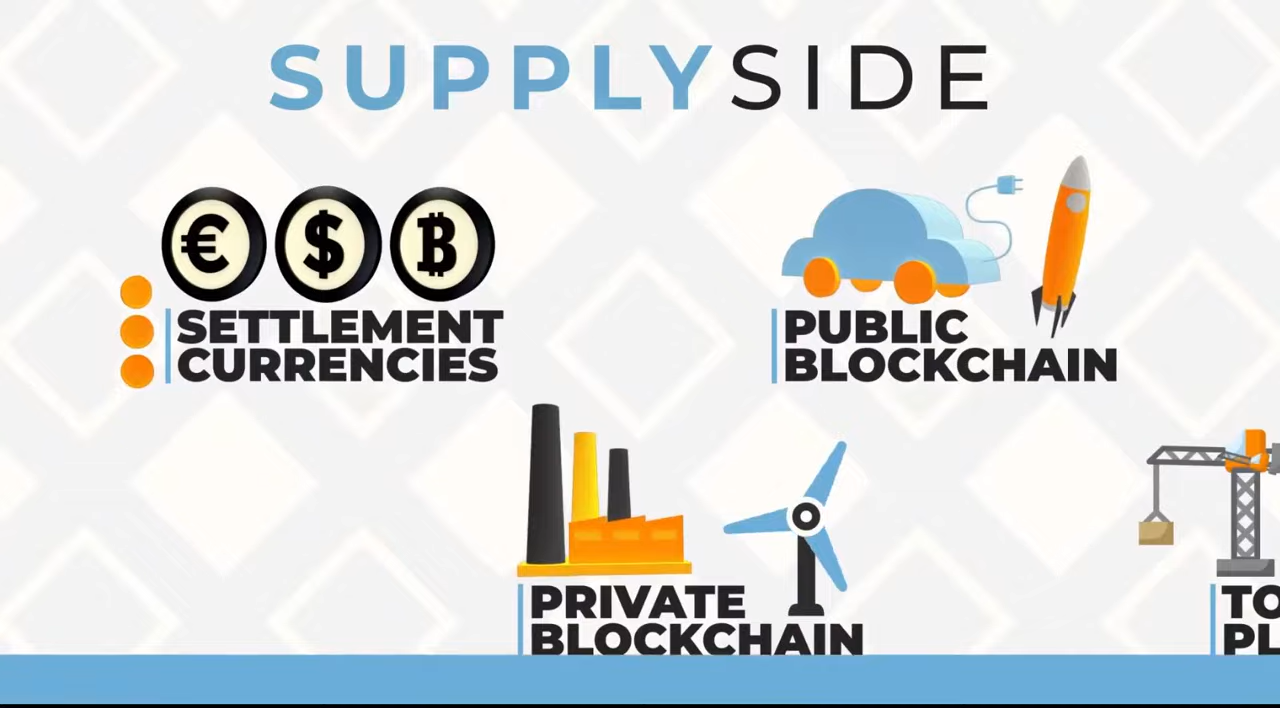 SUPPLYSIDE
€ $ ₿
SETTLEMENT
CURRENCIES
PUBLIC
BLOCKCHAIN
PRIVATE
BLOCKCHAIN